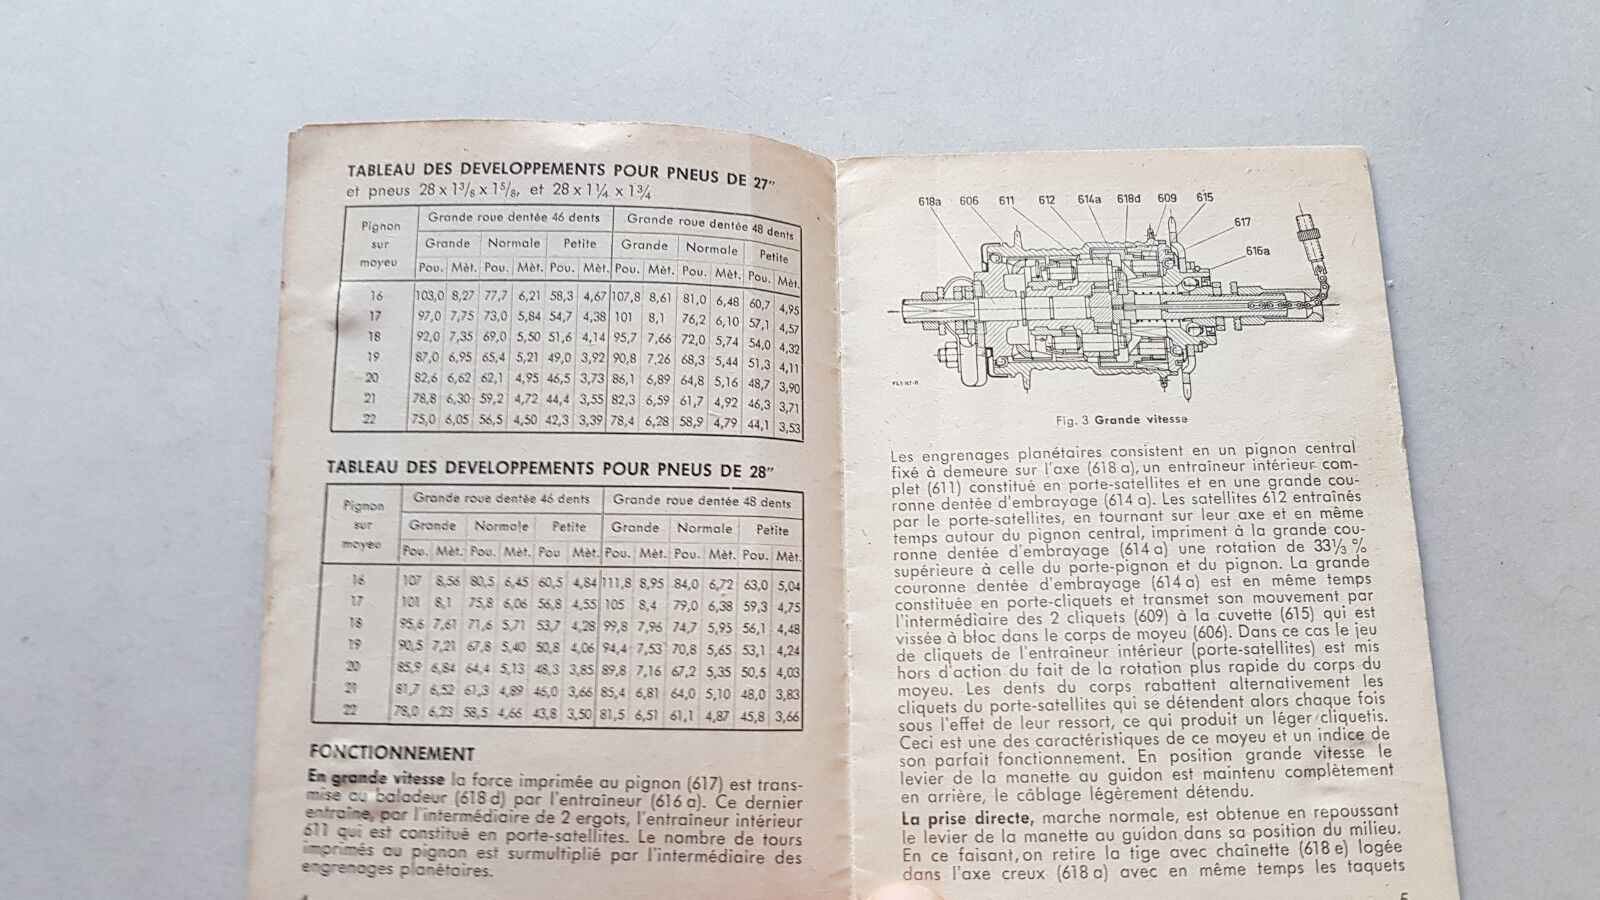 TABLEAU DES DEVELOPPEMENTS POUR PNEUS DE 27"
et pneus 28 x 1³/₈ x 1⁵/₈, et 28 x 1¼ x 1¾
Pignon sur moyeu Grande roue dentée 46 dents Grande roue dentée 48 dents
Grande Normale Petite Grande Normale Petite
Pou. Mèt. Pou. Mèt. Pou. Mèt. Pou. Mèt. Pou. Mèt. Pou. Mèt.
16 103,0 8,27 77,7 6,21 58,3 4,67 107,8 8,61 81,0 6,48 60,7 4,95
17 97,0 7,75 73,0 5,84 54,7 4,38 101 8,1 76,2 6,10 57,1 4,57
18 92,0 7,35 69,0 5,50 51,6 4,14 95,7 7,66 72,0 5,74 54,0 4,32
19 87,0 6,95 65,4 5,21 49,0 3,92 90,8 7,26 68,3 5,44 51,3 4,11
20 82,6 6,62 62,1 4,95 46,5 3,73 86,1 6,89 64,8 5,16 48,7 3,90
21 78,8 6,30 59,2 4,72 44,4 3,55 82,3 6,59 61,7 4,92 46,3 3,71
22 75,0 6,05 56,5 4,50 42,3 3,39 78,4 6,28 58,9 4,79 44,1 3,53
TABLEAU DES DEVELOPPEMENTS POUR PNEUS DE 28"
Pignon sur moyeu Grande roue dentée 46 dents Grande roue dentée 48 dents
Grande Normale Petite Grande Normale Petite
Pou. Mèt. Pou. Mèt. Pou Mèt. Pou. Mèt. Pou. Mèt. Pou. Mèt.
16 107 8,56 80,5 6,45 60,5 4,84 111,8 8,95 84,0 6,72 63,0 5,04
17 101 8,1 75,8 6,06 56,8 4,55 105 8,4 79,0 6,38 59,3 4,75
18 95,6 7,61 71,6 5,71 53,7 4,28 99,8 7,96 74,7 5,95 56,1 4,48
19 90,5 7,21 67,8 5,40 50,8 4,06 94,4 7,53 70,8 5,65 53,1 4,24
20 85,9 6,84 64,4 5,13 48,3 3,85 89,8 7,16 67,2 5,35 50,5 4,03
21 81,7 6,52 61,3 4,89 46,0 3,66 85,4 6,81 64,0 5,10 48,0 3,83
22 78,0 6,23 58,5 4,66 43,8 3,50 81,5 6,51 61,1 4,87 45,8 3,66
FONCTIONNEMENT
En grande vitesse la force imprimée au pignon (617) est trans-
mise au baladeur (618 d) par l'entraîneur (616 a). Ce dernier
entraîne, par l'intermédiaire de 2 ergots, l'entraîneur intérieur
611 qui est constitué en porte-satellites. Le nombre de tours
imprimés au pignon est surmultiplié par l'intermédiaire des
engrenages planétaires.
618a 606 611 612 614a 618d 609 615
617
616a
Fig. 3 Grande vitesse
Les engrenages planétaires consistent en un pignon central
fixé à demeure sur l'axe (618 a), un entraîneur intérieur com-
plet (611) constitué en porte-satellites et en une grande cou-
ronne dentée d'embrayage (614 a). Les satellites 612 entraînés
par le porte-satellites, en tournant sur leur axe et en même
temps autour du pignon central, impriment à la grande cou-
ronne dentée d'embrayage (614 a) une rotation de 33⅓ %
supérieure à celle du porte-pignon et du pignon. La grande
couronne dentée d'embrayage (614 a) est en même temps
constituée en porte-cliquets et transmet son mouvement par
l'intermédiaire des 2 cliquets (609) à la cuvette (615) qui est
vissée à bloc dans le corps de moyeu (606). Dans ce cas le jeu
de cliquets de l'entraîneur intérieur (porte-satellites) est mis
hors d'action du fait de la rotation plus rapide du corps du
moyeu. Les dents du corps rabattent alternativement les
cliquets du porte-satellites qui se détendent alors chaque fois
sous l'effet de leur ressort, ce qui produit un léger cliquetis.
Ceci est une des caractéristiques de ce moyeu et un indice de
son parfait fonctionnement. En position grande vitesse le
levier de la manette au guidon est maintenu complètement
en arrière, le câblage légèrement détendu.
La prise directe, marche normale, est obtenue en repoussant
le levier de la manette au guidon dans sa position du milieu.
En ce faisant, on retire la tige avec chaînette (618 e) logée
dans l'axe creux (618 a) avec en même temps les taquets